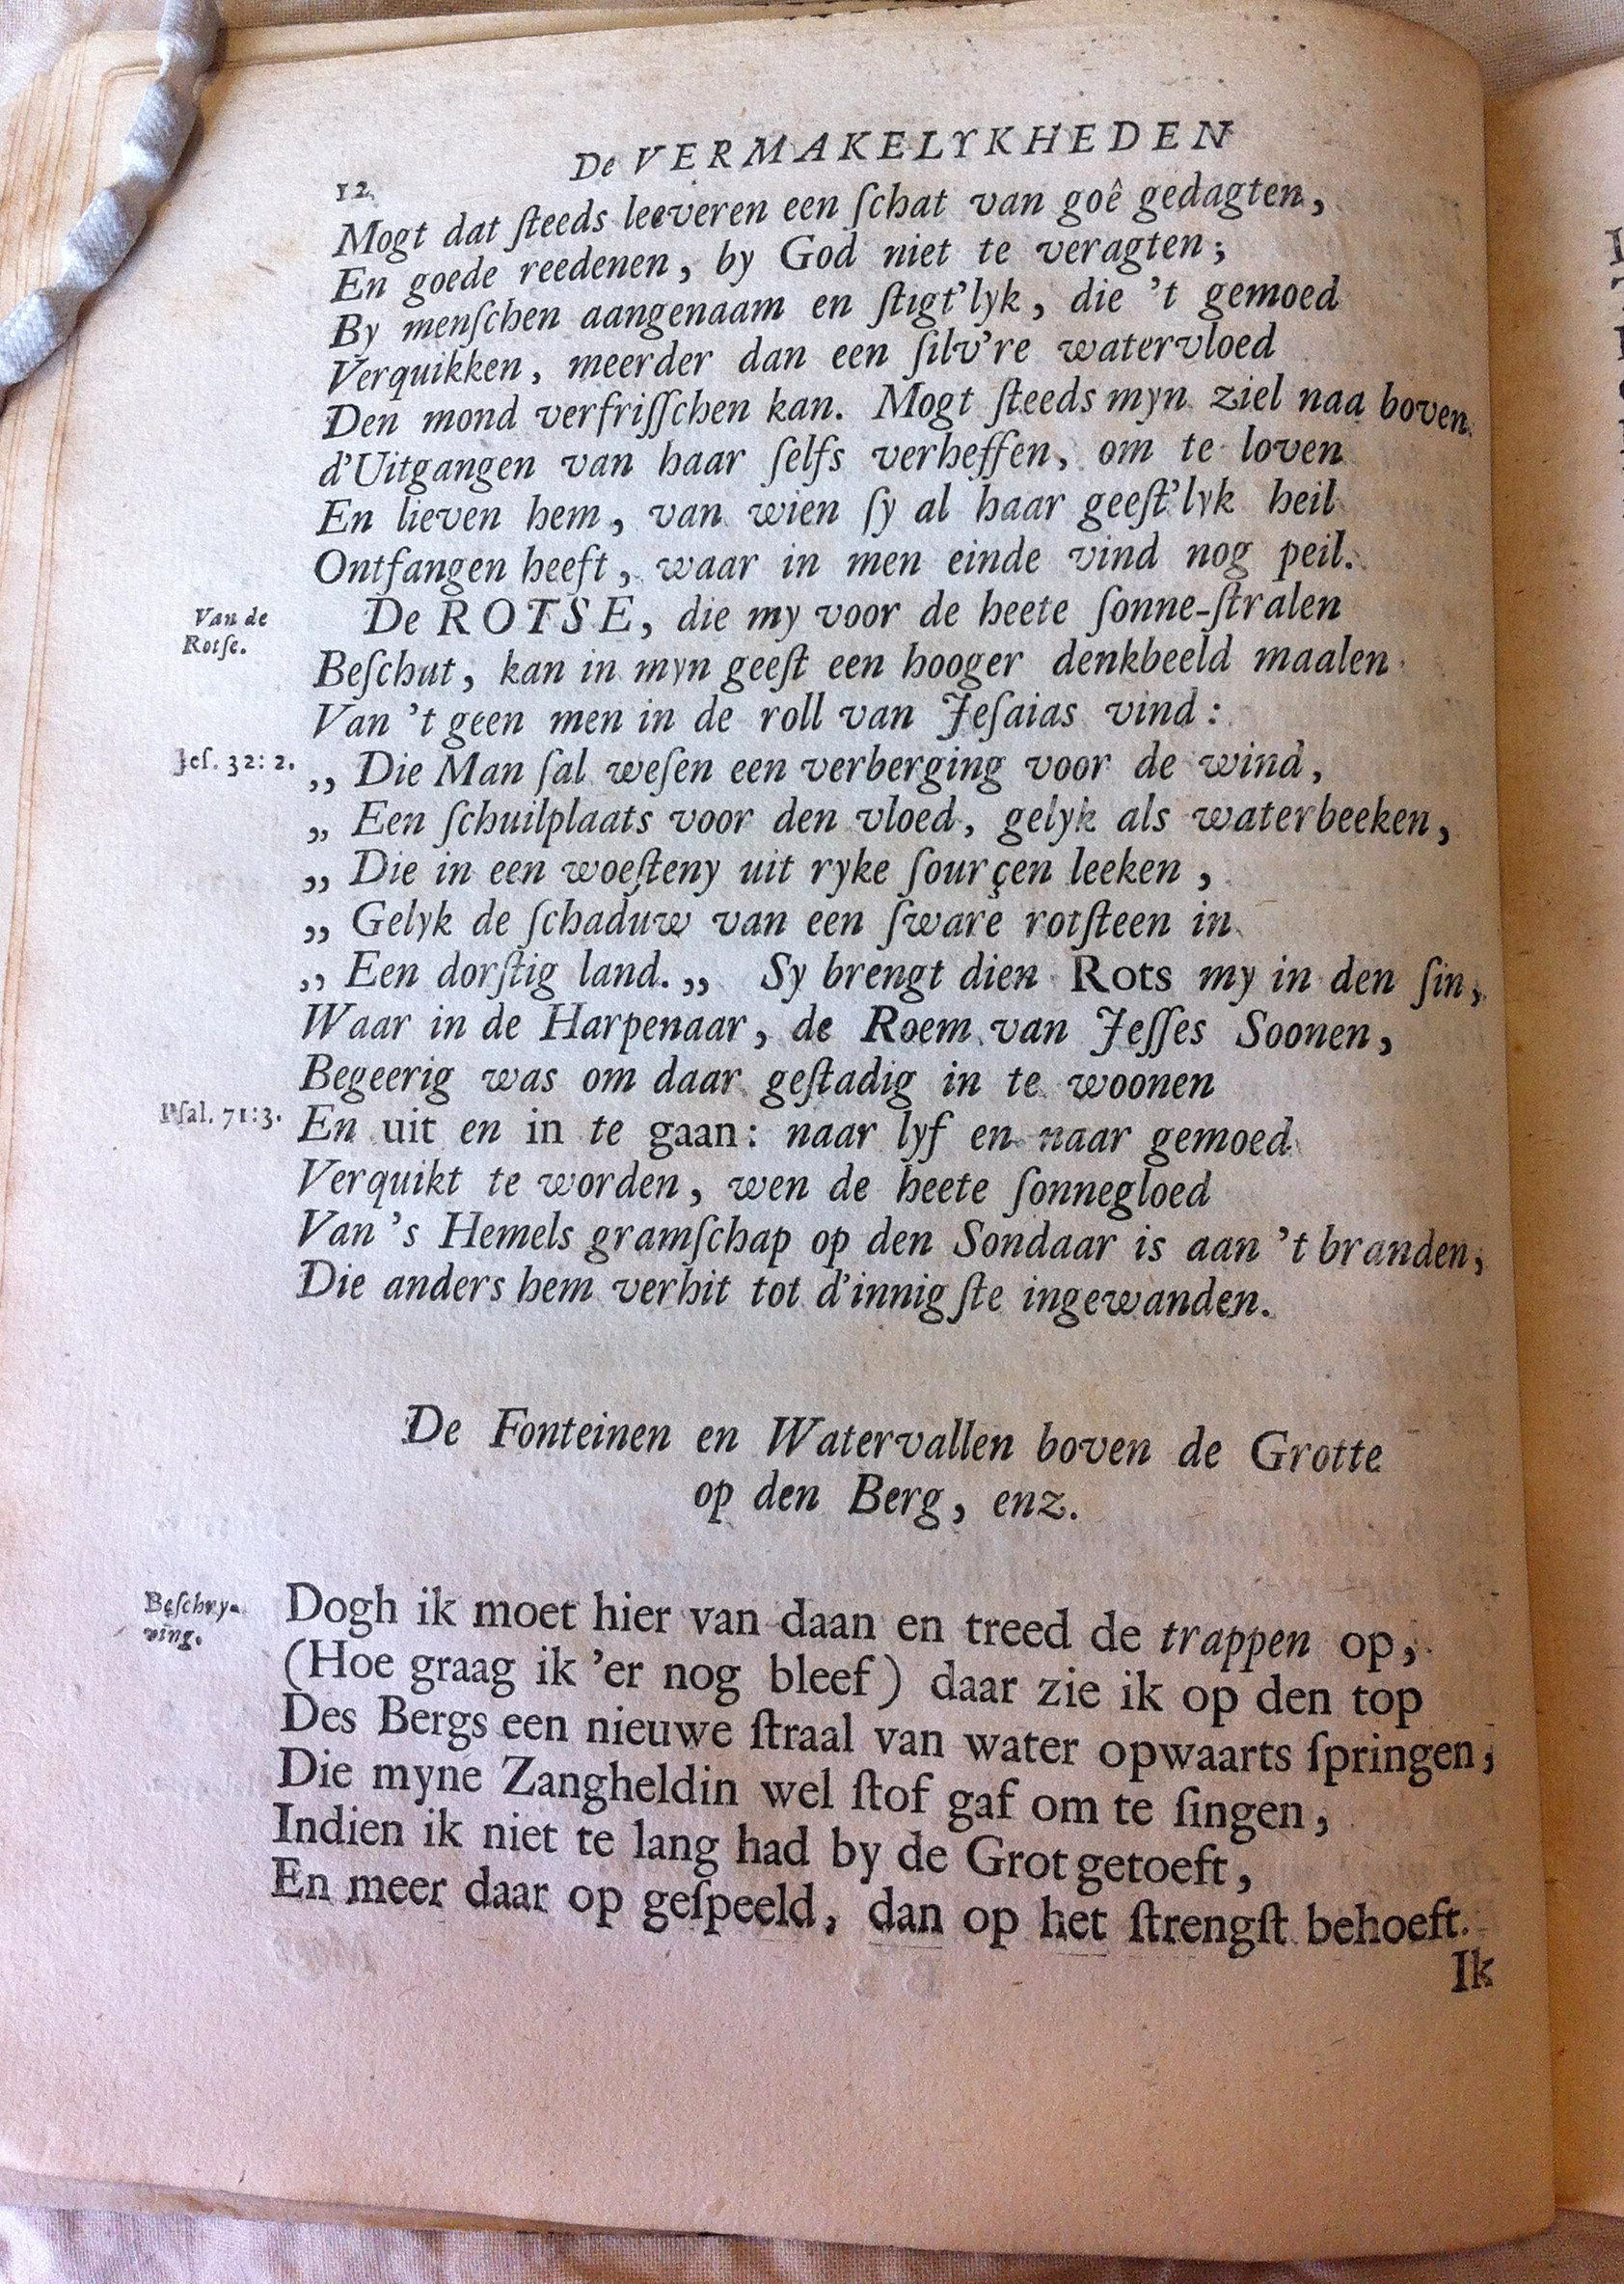 De VERMAKELYKHEDEN
12
Mogt dat ſteeds leeveren een ſchat van goê gedagten,
En goede reedenen, by God niet te veragten;
By menſchen aangenaam en ſtigt'lyk, die 't gemoed
Verquikken, meerder dan een ſilv're watervloed
Den mond verfriſſchen kan. Mogt ſteeds myn ziel naa boven
d'Uitgangen van haar ſelfs verheffen, om te loven
En lieven hem, van wien ſy al haar geeſt'lyk heil
Ontfangen heeft, waar in men einde vind nog peil.
Van de
Rotſe.
De ROTSE, die my voor de heete ſonne-ſtralen
Beſchut, kan in myn geeſt een hooger denkbeeld maalen
Van 't geen men in de roll van Jeſaias vind:
Jeſ. 32: 2.
„ Die Man ſal weſen een verberging voor de wind,
„ Een ſchuilplaats voor den vloed, gelyk als waterbeeken,
„ Die in een woeſteny uit ryke ſourçen leeken,
„ Gelyk de ſchaduw van een ſware rotſteen in
„ Een dorſtig land. „ Sy brengt dien Rots my in den ſin,
Waar in de Harpenaar, de Roem van Jeſſes Soonen,
Begeerig was om daar geſtadig in te woonen
Pſal. 71:3.
En uit en in te gaan: naar lyf en naar gemoed
Verquikt te worden, wen de heete ſonnegloed
Van 's Hemels gramſchap op den Sondaar is aan 't branden,
Die anders hem verhit tot d'innigſte ingewanden.
De Fonteinen en Watervallen boven de Grotte
op den Berg, enz.
Beſchry-
ving.
Dogh ik moet hier van daan en treed de trappen op,
(Hoe graag ik 'er nog bleef) daar zie ik op den top
Des Bergs een nieuwe ſtraal van water opwaarts ſpringen,
Die myne Zangheldin wel ſtof gaf om te ſingen,
Indien ik niet te lang had by de Grot getoeft,
En meer daar op geſpeeld, dan op het ſtrengſt behoeft.
Ik